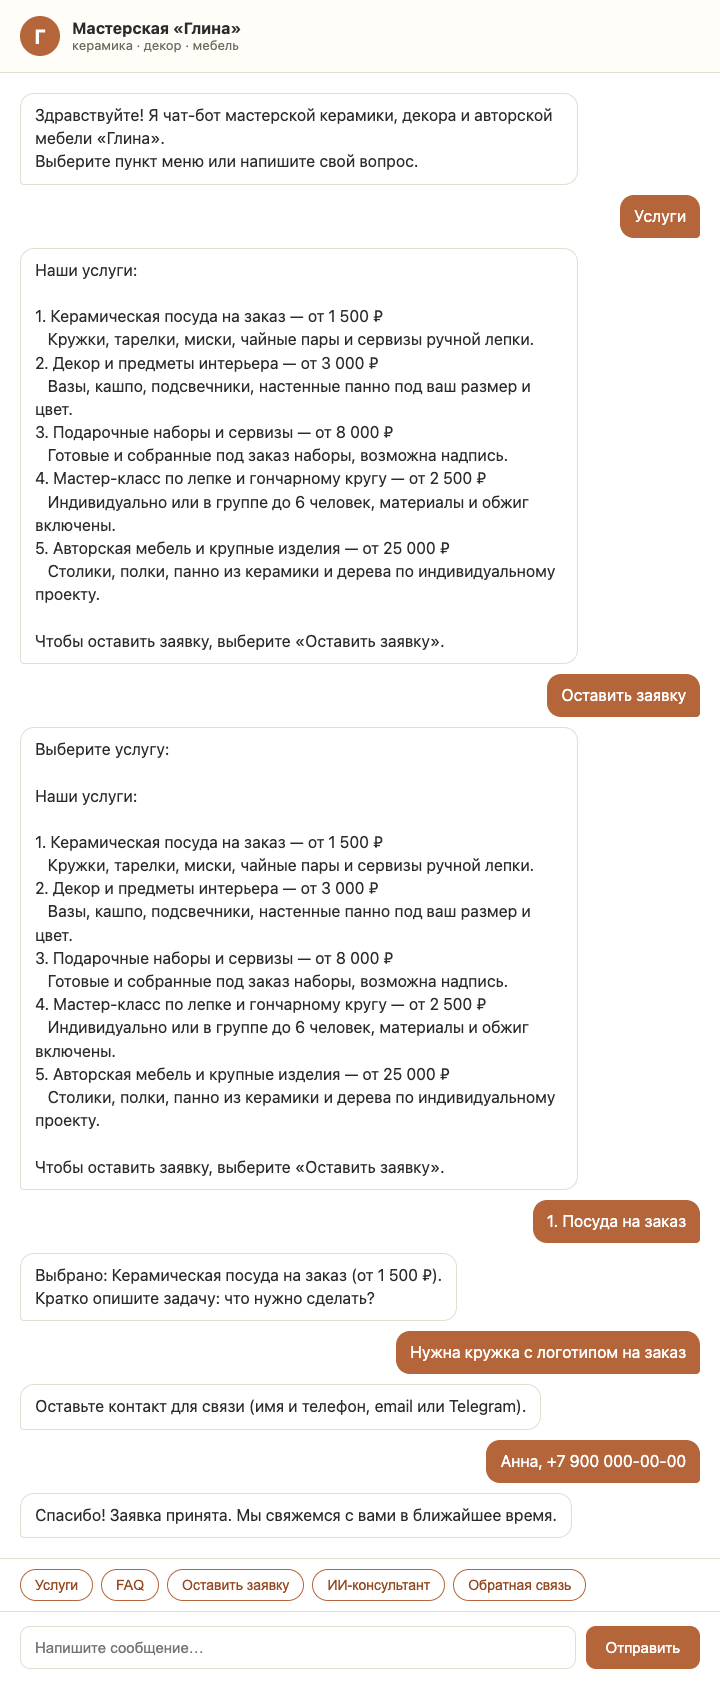 Г
Мастерская «Глина»
керамика · декор · мебель
Здравствуйте! Я чат-бот мастерской керамики, декора и авторской
мебели «Глина».
Выберите пункт меню или напишите свой вопрос.
Услуги
Наши услуги:
1. Керамическая посуда на заказ — от 1 500 ₽
Кружки, тарелки, миски, чайные пары и сервизы ручной лепки.
2. Декор и предметы интерьера — от 3 000 ₽
Вазы, кашпо, подсвечники, настенные панно под ваш размер и
цвет.
3. Подарочные наборы и сервизы — от 8 000 ₽
Готовые и собранные под заказ наборы, возможна надпись.
4. Мастер-класс по лепке и гончарному кругу — от 2 500 ₽
Индивидуально или в группе до 6 человек, материалы и обжиг
включены.
5. Авторская мебель и крупные изделия — от 25 000 ₽
Столики, полки, панно из керамики и дерева по индивидуальному
проекту.
Чтобы оставить заявку, выберите «Оставить заявку».
Оставить заявку
Выберите услугу:
Наши услуги:
1. Керамическая посуда на заказ — от 1 500 ₽
Кружки, тарелки, миски, чайные пары и сервизы ручной лепки.
2. Декор и предметы интерьера — от 3 000 ₽
Вазы, кашпо, подсвечники, настенные панно под ваш размер и
цвет.
3. Подарочные наборы и сервизы — от 8 000 ₽
Готовые и собранные под заказ наборы, возможна надпись.
4. Мастер-класс по лепке и гончарному кругу — от 2 500 ₽
Индивидуально или в группе до 6 человек, материалы и обжиг
включены.
5. Авторская мебель и крупные изделия — от 25 000 ₽
Столики, полки, панно из керамики и дерева по индивидуальному
проекту.
Чтобы оставить заявку, выберите «Оставить заявку».
1. Посуда на заказ
Выбрано: Керамическая посуда на заказ (от 1 500 ₽).
Кратко опишите задачу: что нужно сделать?
Нужна кружка с логотипом на заказ
Оставьте контакт для связи (имя и телефон, email или Telegram).
Анна, +7 900 000-00-00
Спасибо! Заявка принята. Мы свяжемся с вами в ближайшее время.
Услуги FAQ Оставить заявку ИИ-консультант Обратная связь
Напишите сообщение... Отправить